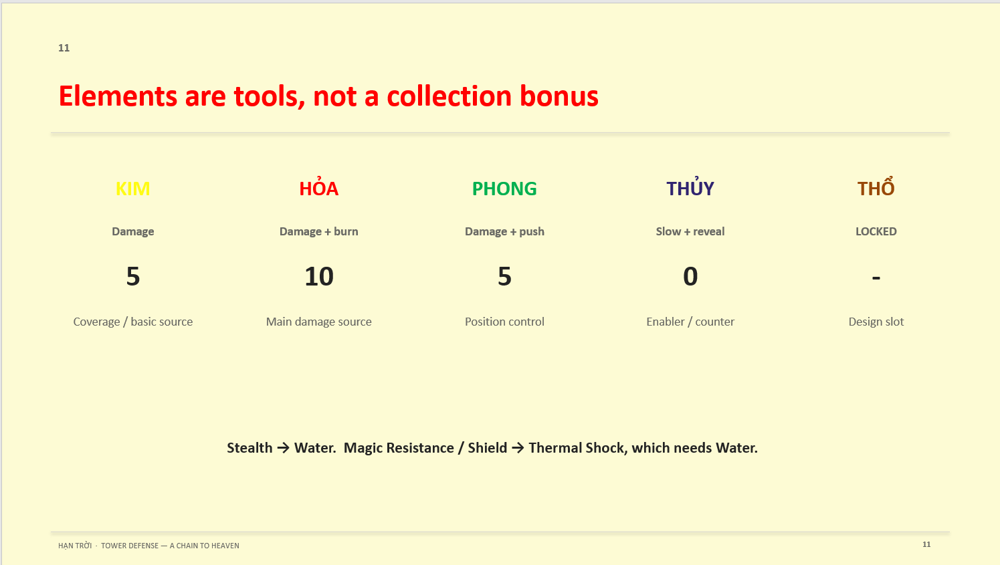 11
Elements are tools, not a collection bonus
KIM HỎA PHONG THỦY THỔ
Damage Damage + burn Damage + push Slow + reveal LOCKED
5 10 5 0 -
Coverage / basic source Main damage source Position control Enabler / counter Design slot
Stealth → Water. Magic Resistance / Shield → Thermal Shock, which needs Water.
HẠN TRỜI · TOWER DEFENSE — A CHAIN TO HEAVEN 11